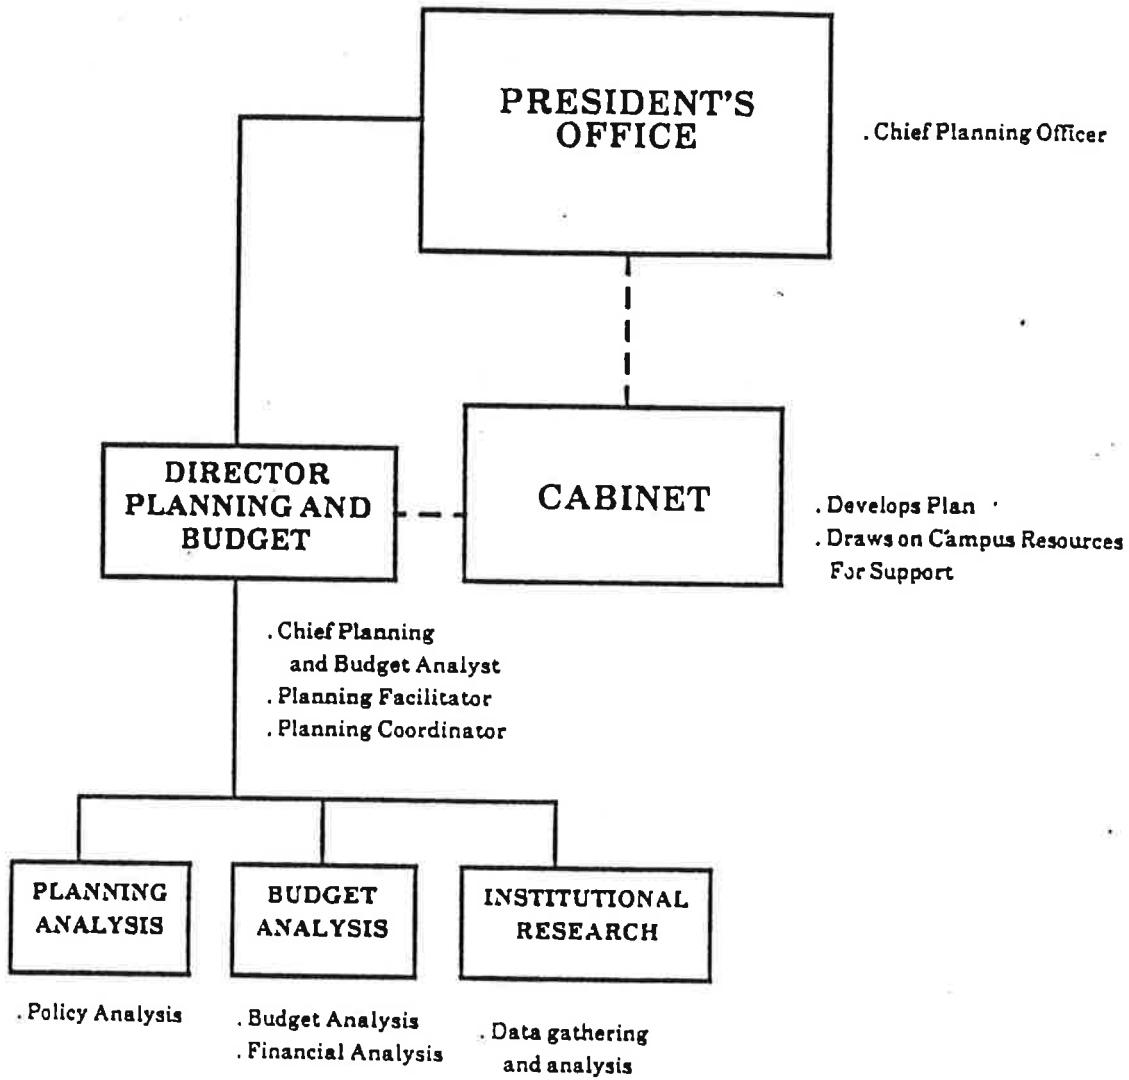 PRESIDENT'S
OFFICE
. Chief Planning Officer
DIRECTOR
PLANNING AND
BUDGET
CABINET
. Develops Plan
. Draws on Campus Resources
For Support
. Chief Planning
and Budget Analyst
. Planning Facilitator
. Planning Coordinator
PLANNING
ANALYSIS
BUDGET
ANALYSIS
INSTITUTIONAL
RESEARCH
. Policy Analysis
. Budget Analysis
. Financial Analysis
. Data gathering
and analysis